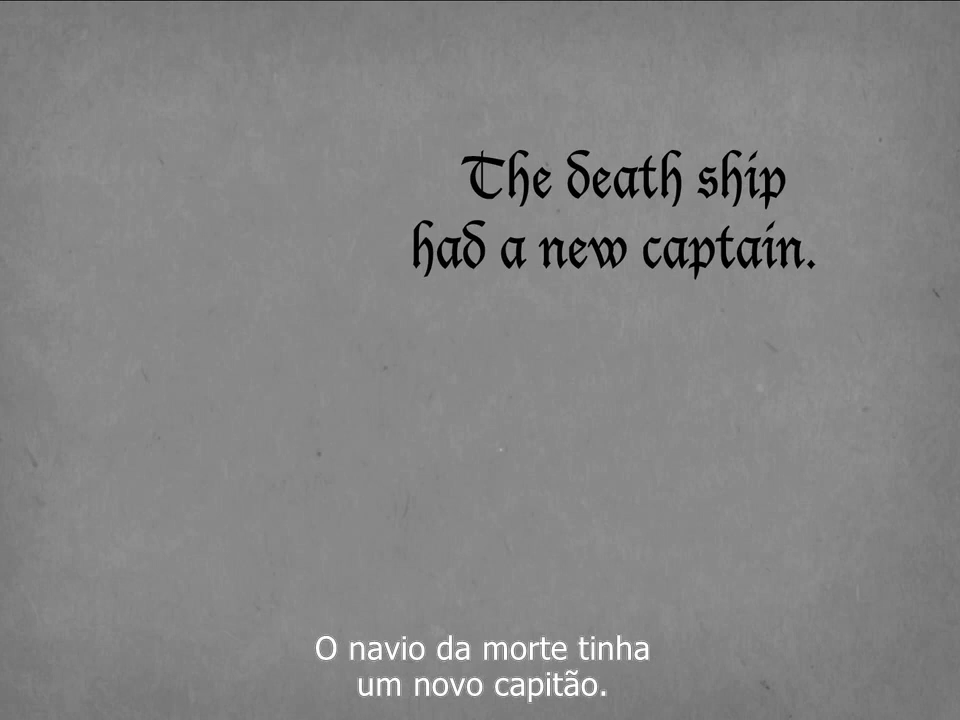 The death ship
had a new captain.
O navio da morte tinha
um novo capitão.